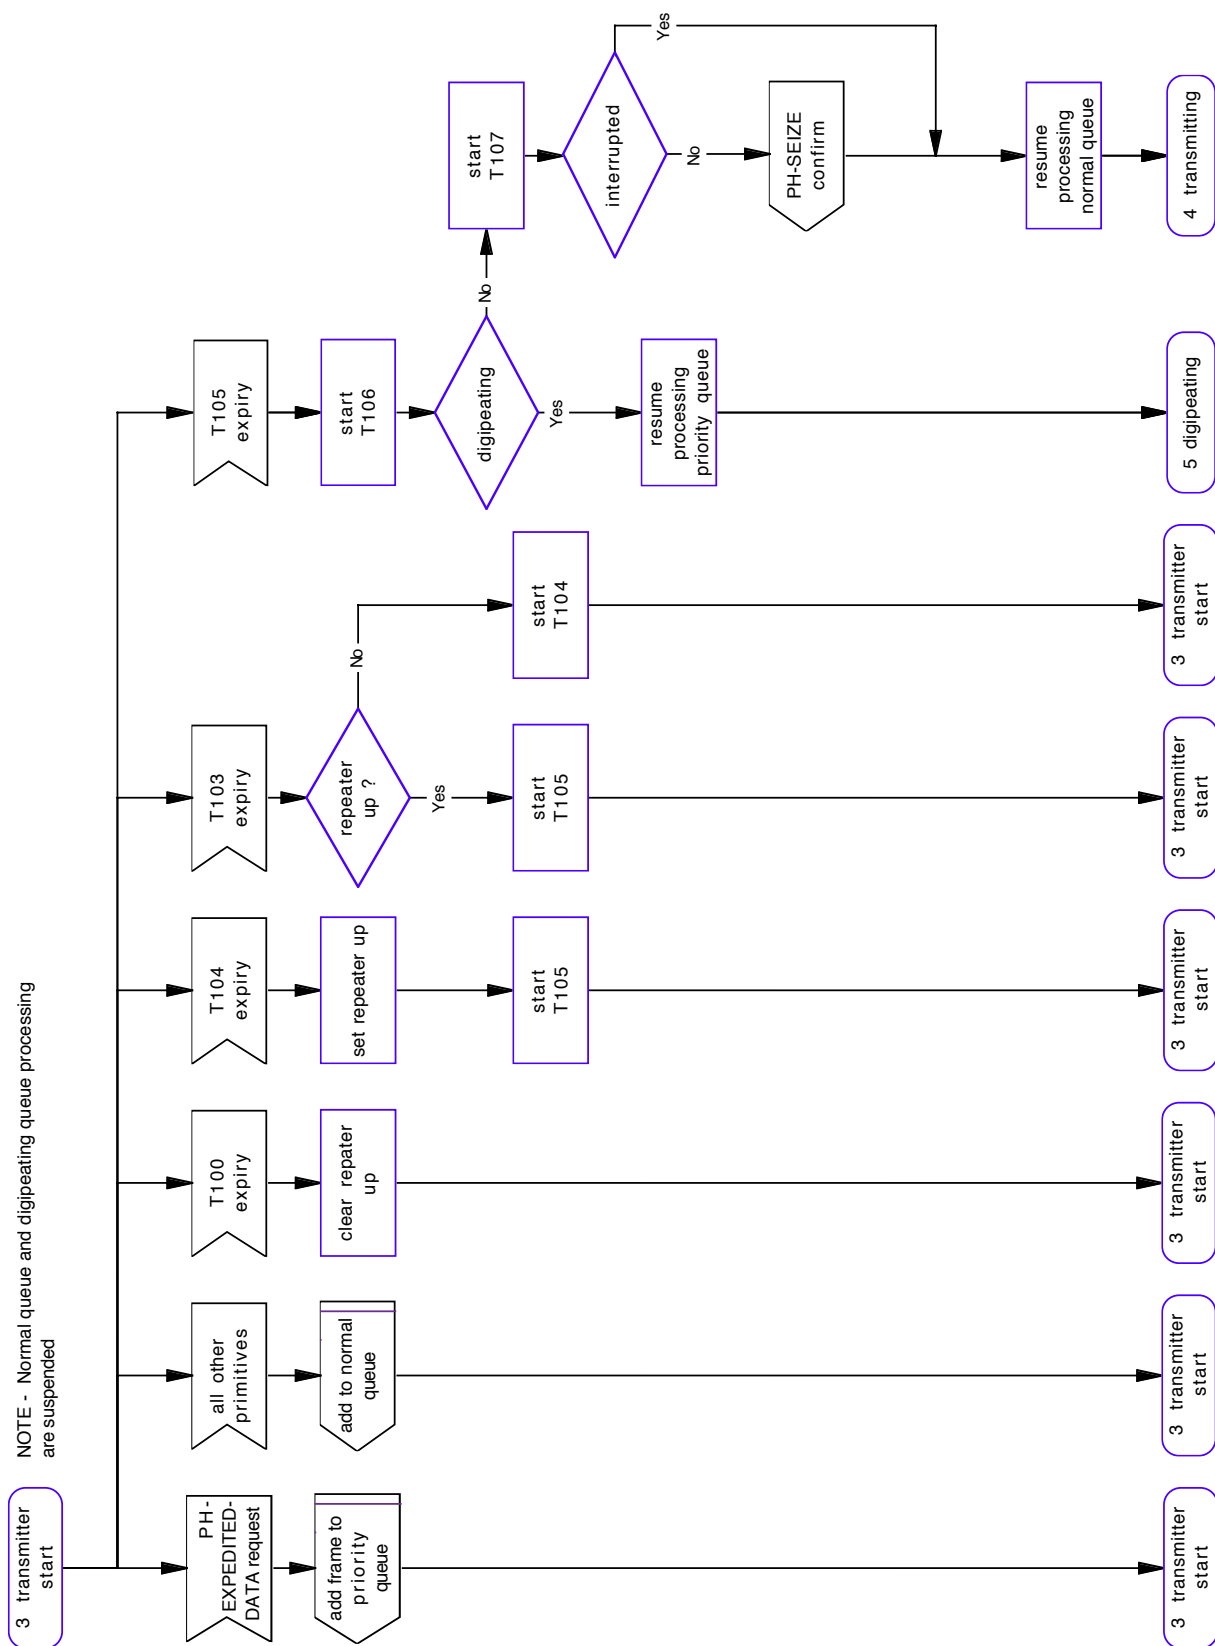 3 transmitter
start
NOTE - Normal queue and digipeating queue processing
are suspended
PH-
EXPEDITED-
DATA request
add frame to
priority
queue
3 transmitter
start
all other
primitives
add to normal
queue
3 transmitter
start
T100
expiry
clear repater
up
3 transmitter
start
T104
expiry
set repeater up
start
T105
3 transmitter
start
T103
expiry
repeater
up ?
Yes
No
start
T105
3 transmitter
start
start
T104
3 transmitter
start
T105
expiry
start
T106
digipeating
Yes
No
resume
processing
priority queue
5 digipeating
start
T107
interrupted
Yes
No
PH-SEIZE
confirm
resume
processing
normal queue
4 transmitting